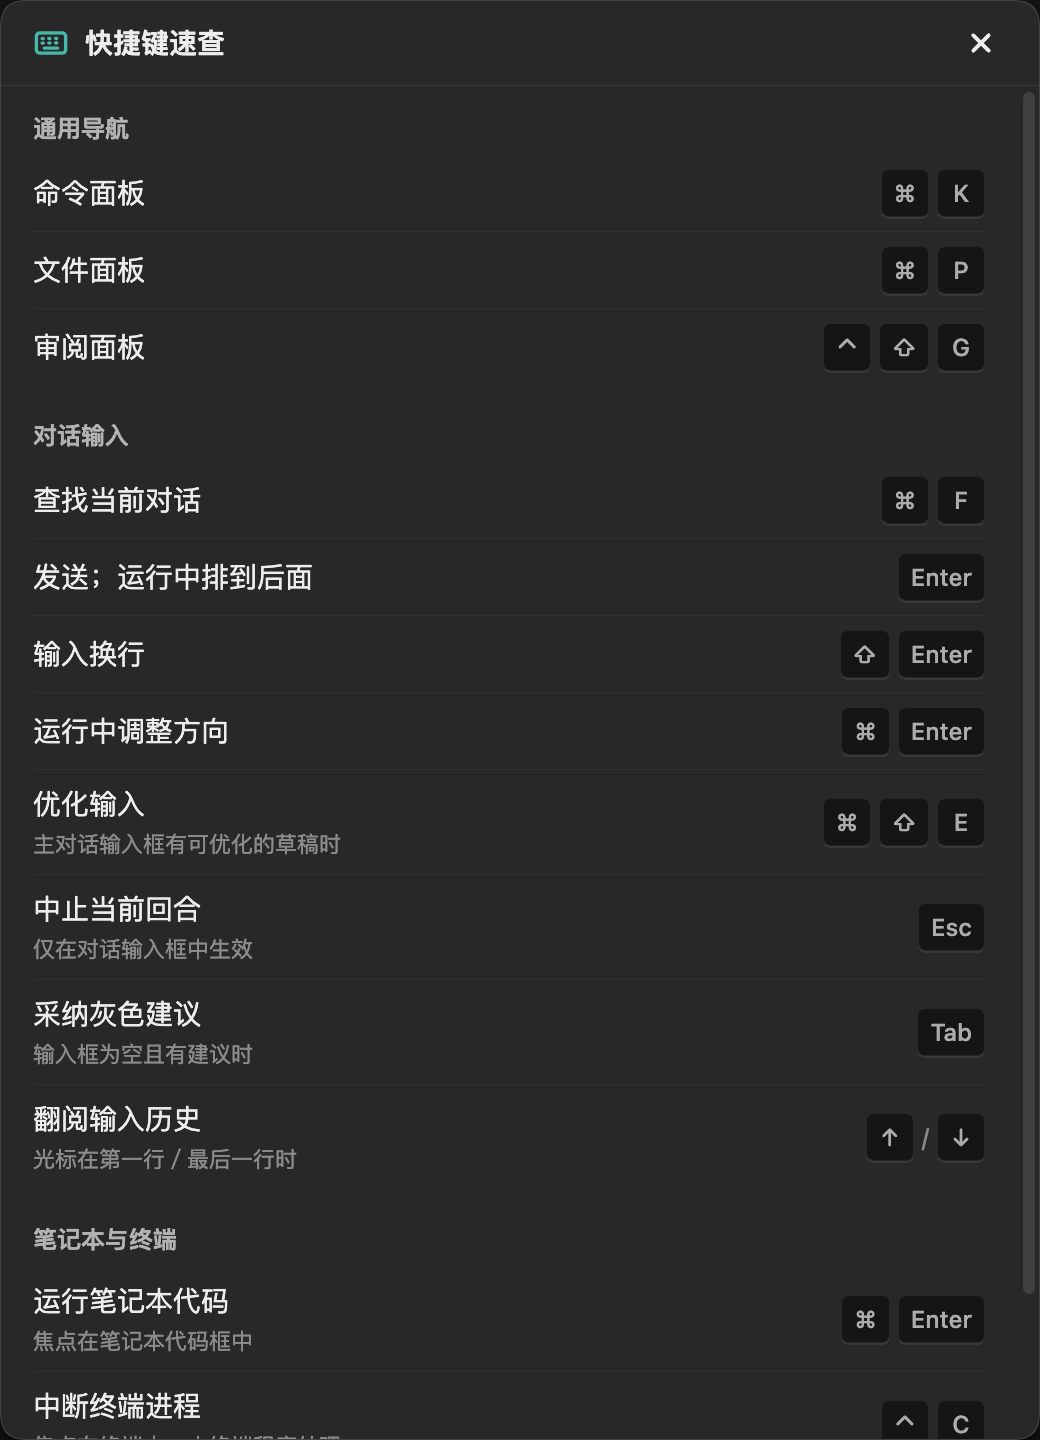 快捷键速查
通用导航
命令面板 ⌘ K
文件面板 ⌘ P
审阅面板 ^ ⇧ G
对话输入
查找当前对话 ⌘ F
发送；运行中排到后面 Enter
输入换行 ⇧ Enter
运行中调整方向 ⌘ Enter
优化输入 ⌘ ⇧ E
主对话输入框有可优化的草稿时
中止当前回合 Esc
仅在对话输入框中生效
采纳灰色建议 Tab
输入框为空且有建议时
翻阅输入历史 ↑ / ↓
光标在第一行 / 最后一行时
笔记本与终端
运行笔记本代码 ⌘ Enter
焦点在笔记本代码框中
中断终端进程 ^ C